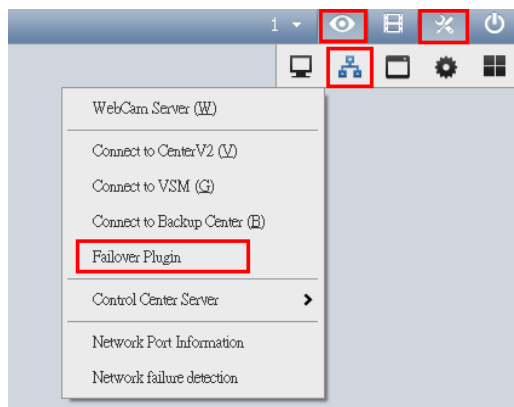 1
WebCam Server (W)
Connect to CenterV2 (V)
Connect to VSM (G)
Connect to Backup Center (B)
Failover Plugin
Control Center Server
Network Port Information
Network failure detection